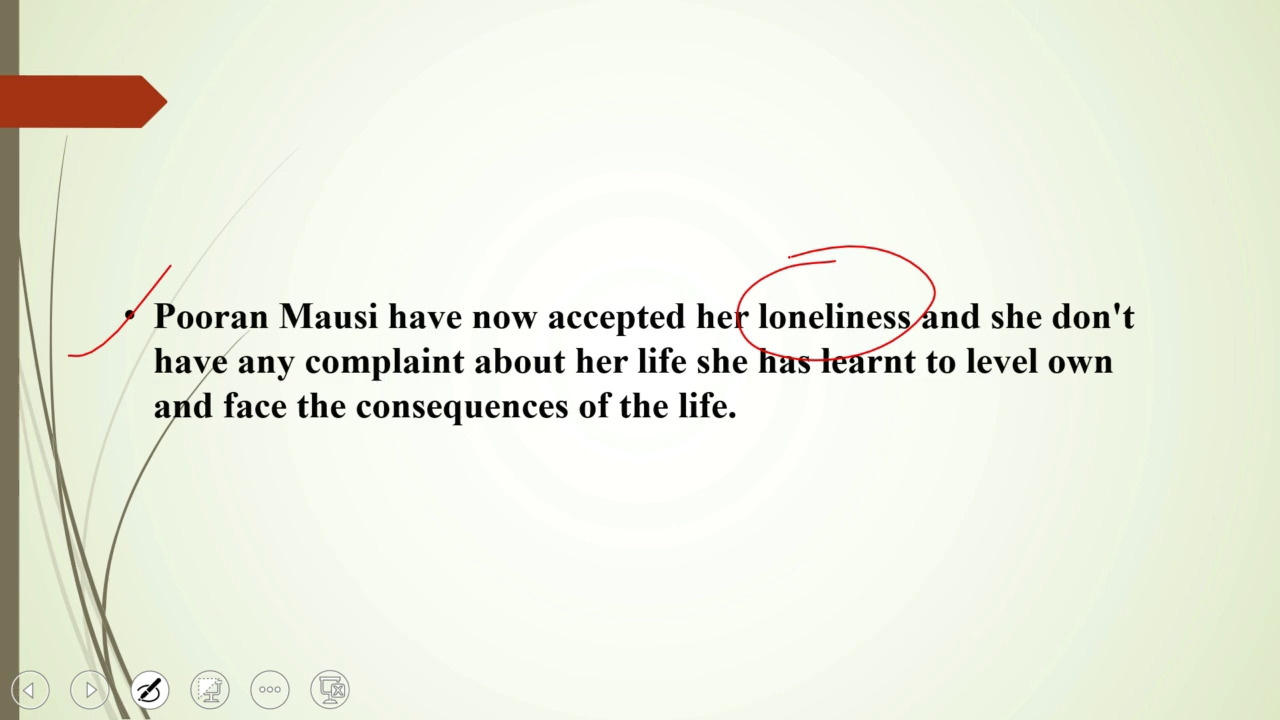 • Pooran Mausi have now accepted her loneliness and she don't
have any complaint about her life she has learnt to level own
and face the consequences of the life.